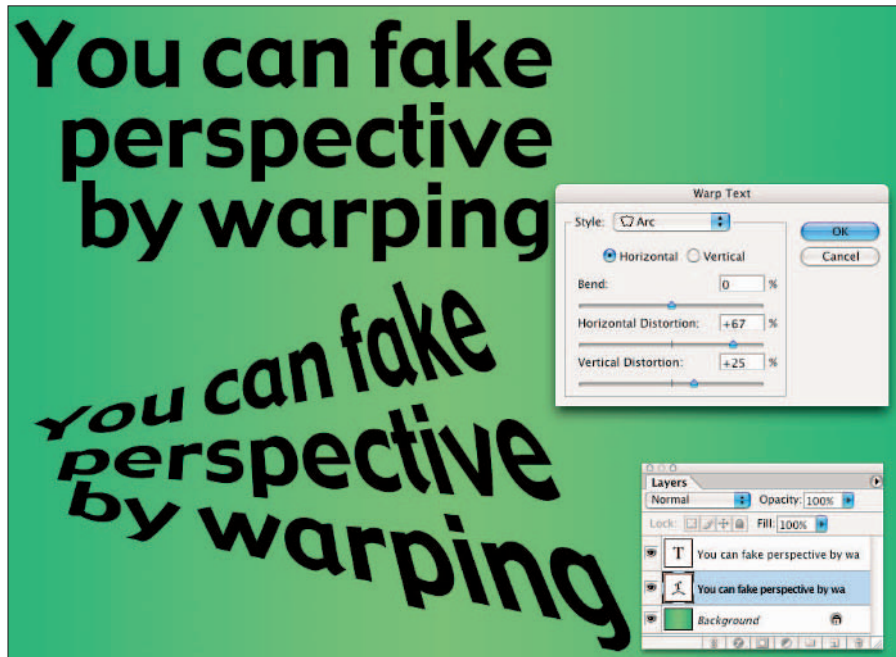 You can fake
perspective
by warping
Warp Text
Style: Arc
OK
Horizontal Vertical
Cancel
Bend: 0 %
Horizontal Distortion: +67 %
Vertical Distortion: +25 %
You can fake
perspective
by warping
Layers
Normal Opacity: 100%
Lock: Fill: 100%
T You can fake perspective by wa
You can fake perspective by wa
Background